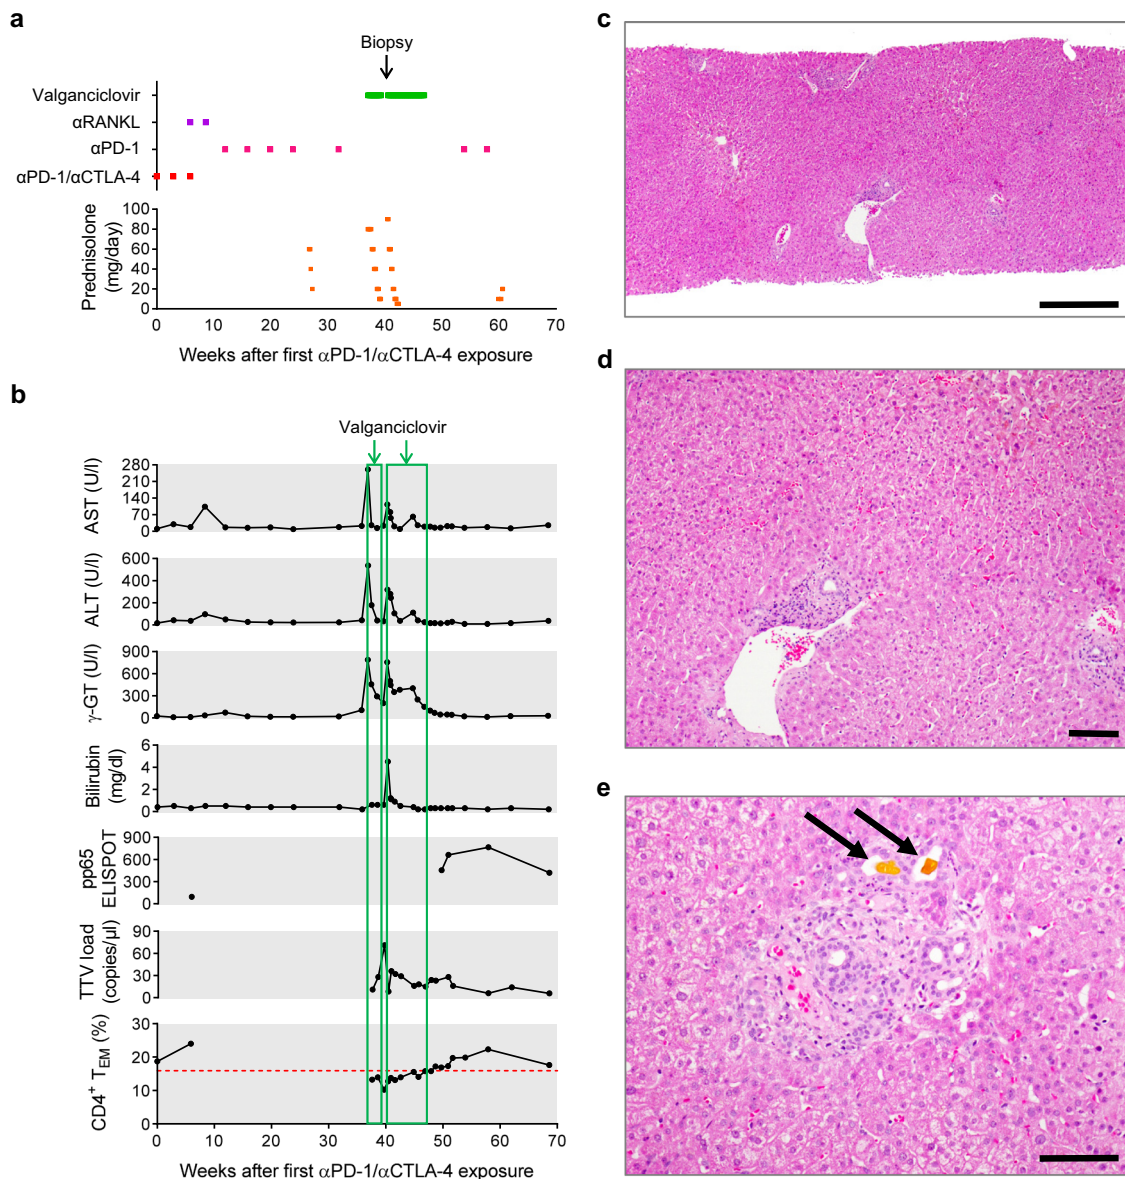 a
Biopsy
Valganciclovir
αRANKL
αPD-1
αPD-1/αCTLA-4
100
80
60
40
20
0
Prednisolone
(mg/day)
0 10 20 30 40 50 60 70
Weeks after first αPD-1/αCTLA-4 exposure
b
Valganciclovir
280
210
140
70
0
AST (U/l)
600
400
200
0
ALT (U/l)
900
600
300
0
γ-GT (U/l)
6
4
2
0
Bilirubin
(mg/dl)
900
600
300
0
pp65
ELISPOT
90
60
30
0
TTV load
(copies/µl)
30
20
10
0
CD4⁺ T_EM (%)
0 10 20 30 40 50 60 70
Weeks after first αPD-1/αCTLA-4 exposure
c
d
e